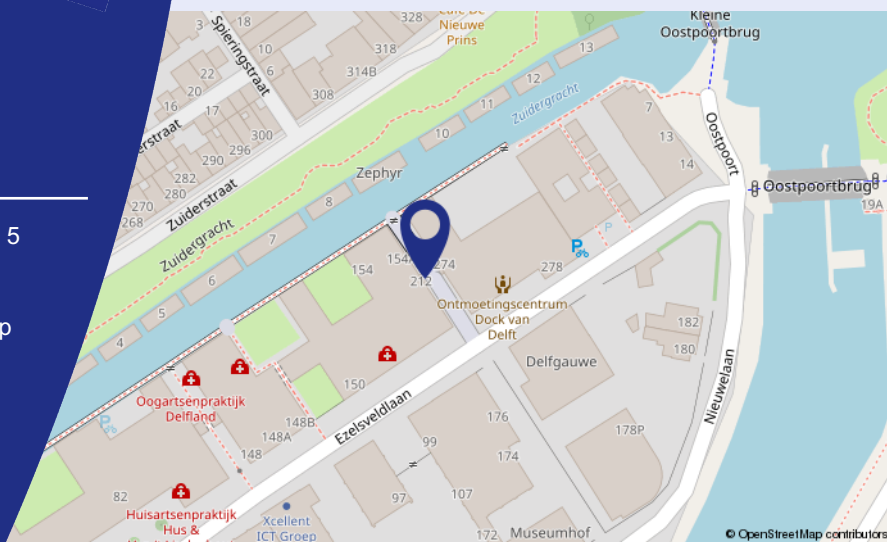 3
18
328
Nieuwe
Prins
Kleine
Oostpoortbrug
Spieringstraat
10
318
13
22
6
314B
12
20
308
11
Zuidergracht
16
17
7
erstraat
300
10
Oostpoort
296
13
290
282
Zephyr
14
280
Oostpoortbrug
270
Zuiderstraat
8
19A
268
P
5
Zuidergracht
7
154
274
278
6
212
Ontmoetingscentrum
Dock van
Delft
5
182
p
4
180
Delfgauwe
150
Oogartsenpraktijk
Delfland
Nieuwelaan
148B
Ezelsveldlaan
176
148A
178P
99
148
174
82
97
107
Huisartsenpraktijk
Hus &
Xcellent
ICT Groep
172
Museumhof
© OpenStreetMap contributors